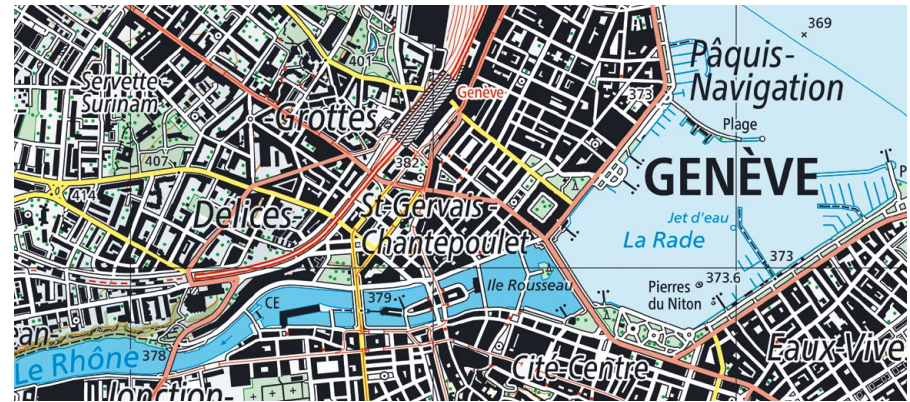 369
Pâquis-
Navigation
401
Genève
373
Servette-
Surinam
Grottes
Plage
407
382
GENÈVE
P
414
Délices-
St-Gervais-
Chantepoulet
Jet d'eau
La Rade
373
Ile Rousseau
Pierres
du Niton
373.6
CE
379
an-
Le Rhône
378
Eaux-Vive
Cité-Centre
Jonction-